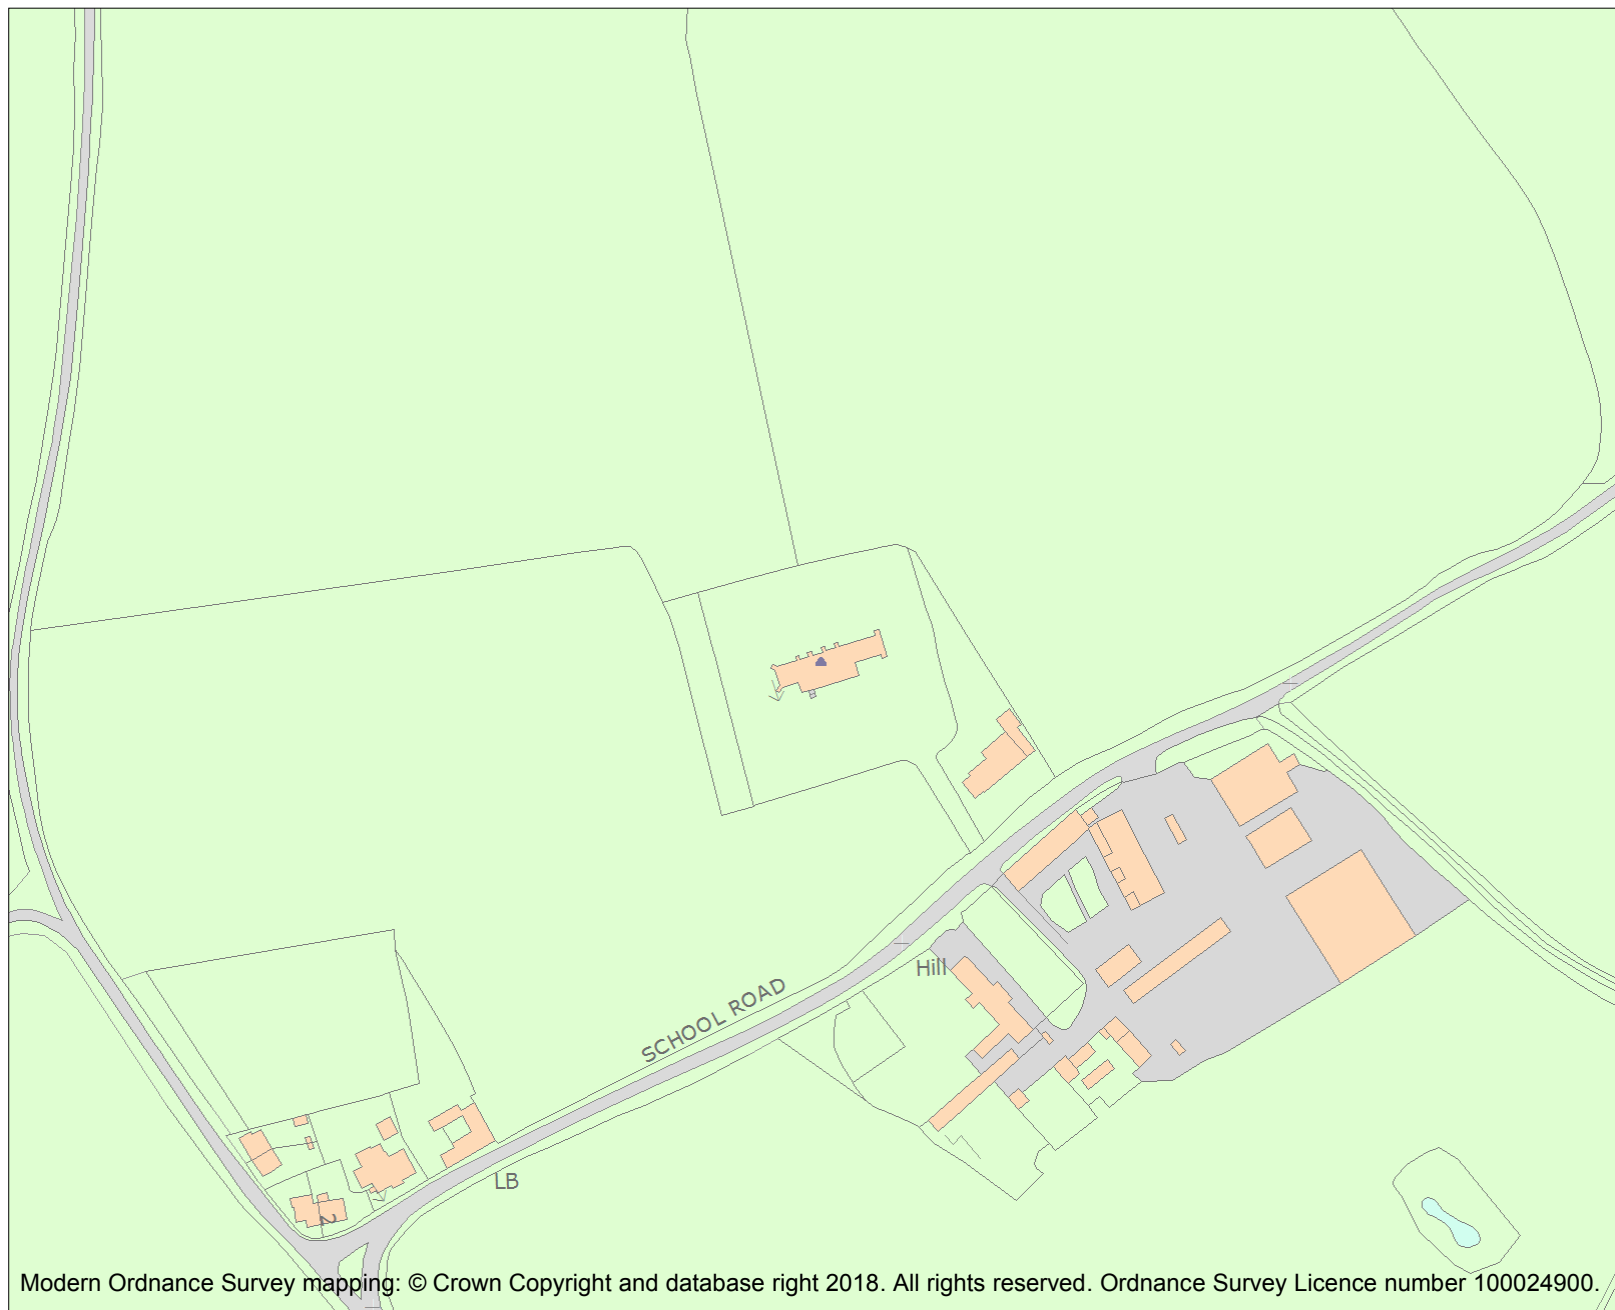 Hill
SCHOOL ROAD
LB
2
Modern Ordnance Survey mapping: © Crown Copyright and database right 2018. All rights reserved. Ordnance Survey Licence number 100024900.